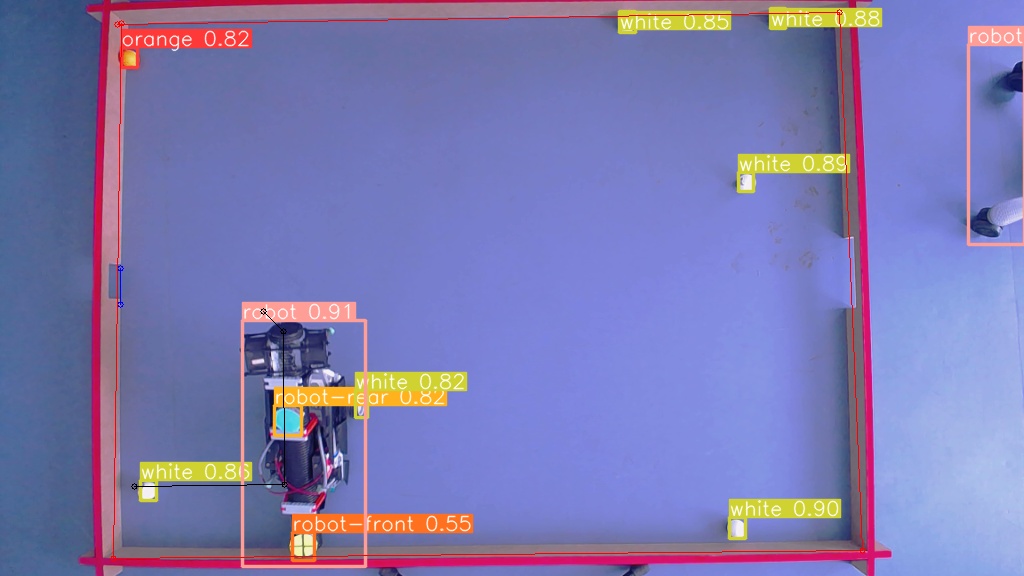 white 0.85
white 0.88
orange 0.82
robot
white 0.89
robot 0.91
white 0.82
robot-rear 0.82
white 0.86
white 0.90
robot-front 0.55